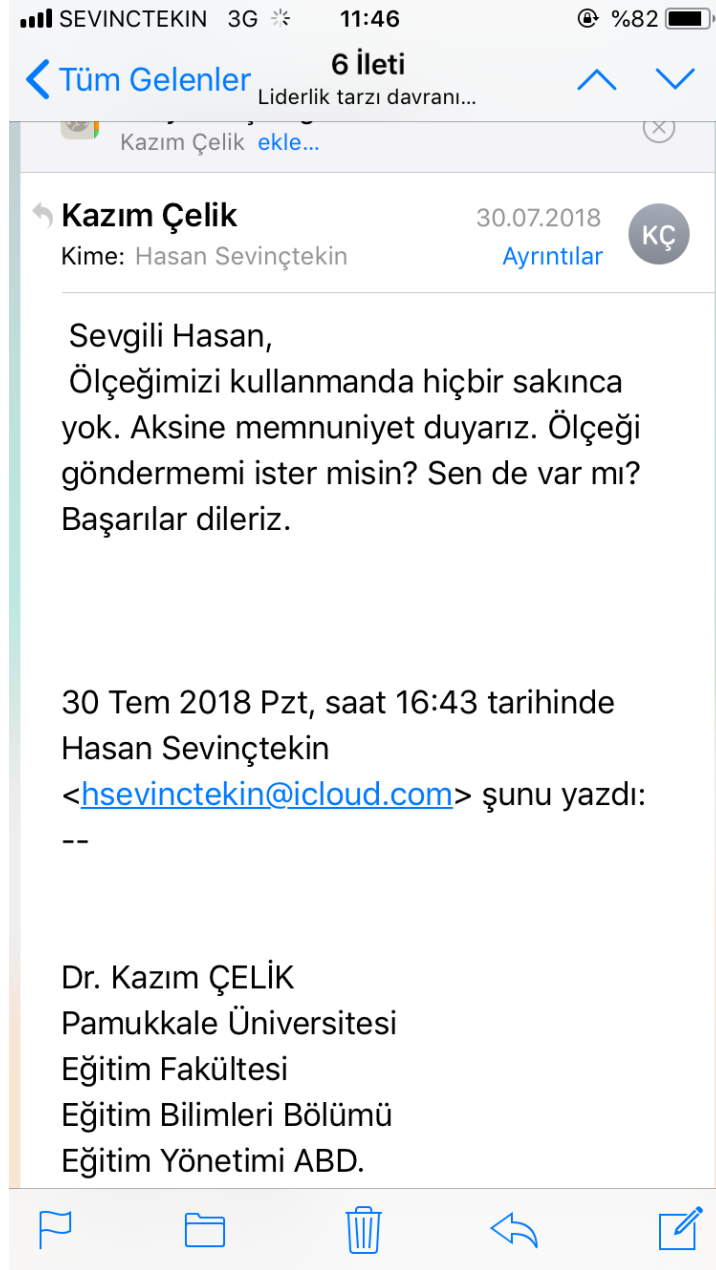 SEVINCTEKIN 3G 11:46 %82
Tüm Gelenler
6 İleti
Liderlik tarzı davranı...
Kazım Çelik ekle...
Kazım Çelik 30.07.2018
KÇ
Kime: Hasan Sevinçtekin Ayrıntılar
Sevgili Hasan,
Ölçeğimizi kullanmanda hiçbir sakınca
yok. Aksine memnuniyet duyarız. Ölçeği
göndermemi ister misin? Sen de var mı?
Başarılar dileriz.
30 Tem 2018 Pzt, saat 16:43 tarihinde
Hasan Sevinçtekin
<hsevinctekin@icloud.com> şunu yazdı:
--
Dr. Kazım ÇELİK
Pamukkale Üniversitesi
Eğitim Fakültesi
Eğitim Bilimleri Bölümü
Eğitim Yönetimi ABD.